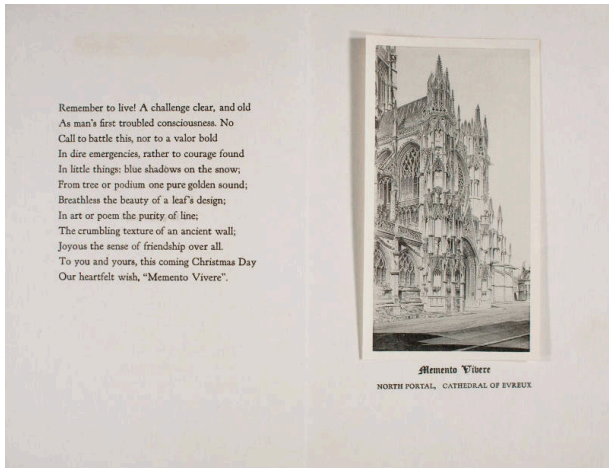 Remember to live! A challenge clear, and old
As man's first troubled consciousness. No
Call to battle this, nor to a valor bold
In dire emergencies, rather to courage found
In little things: blue shadows on the snow;
From tree or podium one pure golden sound;
Breathless the beauty of a leaf's design;
In art or poem the purity of line;
The crumbling texture of an ancient wall;
Joyous the sense of friendship over all.
To you and yours, this coming Christmas Day
Our heartfelt wish, “Memento Vivere”.
Memento Vivere
NORTH PORTAL, CATHEDRAL OF EVREUX